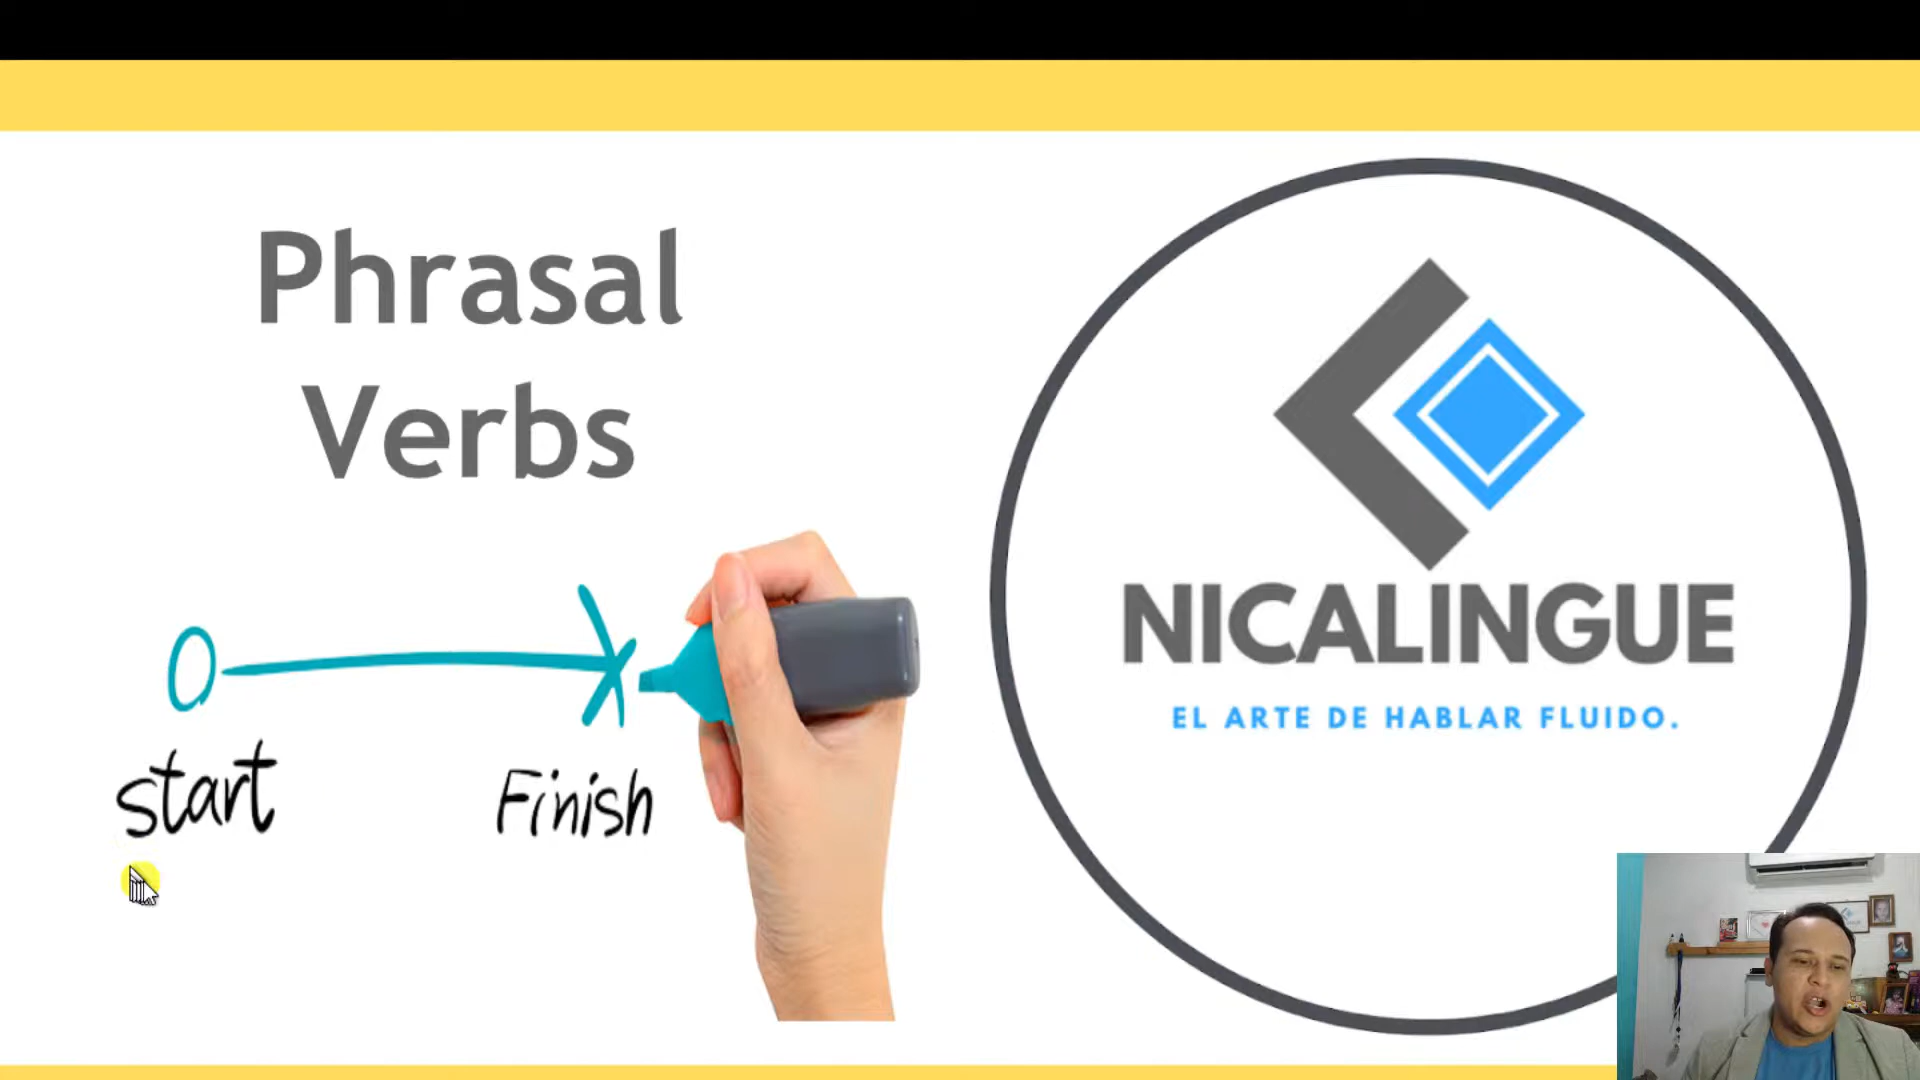 Phrasal
Verbs
start
Finish
NICALINGUE
EL ARTE DE HABLAR FLUIDO.